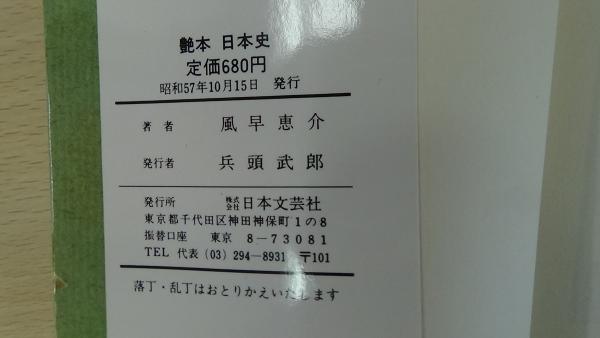 艶本 日本史
定価680円
昭和57年10月15日 発行
著者 風早恵介
発行者 兵頭武郎
発行所 株式会社日本文芸社
東京都千代田区神田神保町1の8
振替口座 東京 8-73081
TEL 代表(03)294-8931 〒101
落丁・乱丁はおとりかえいたします